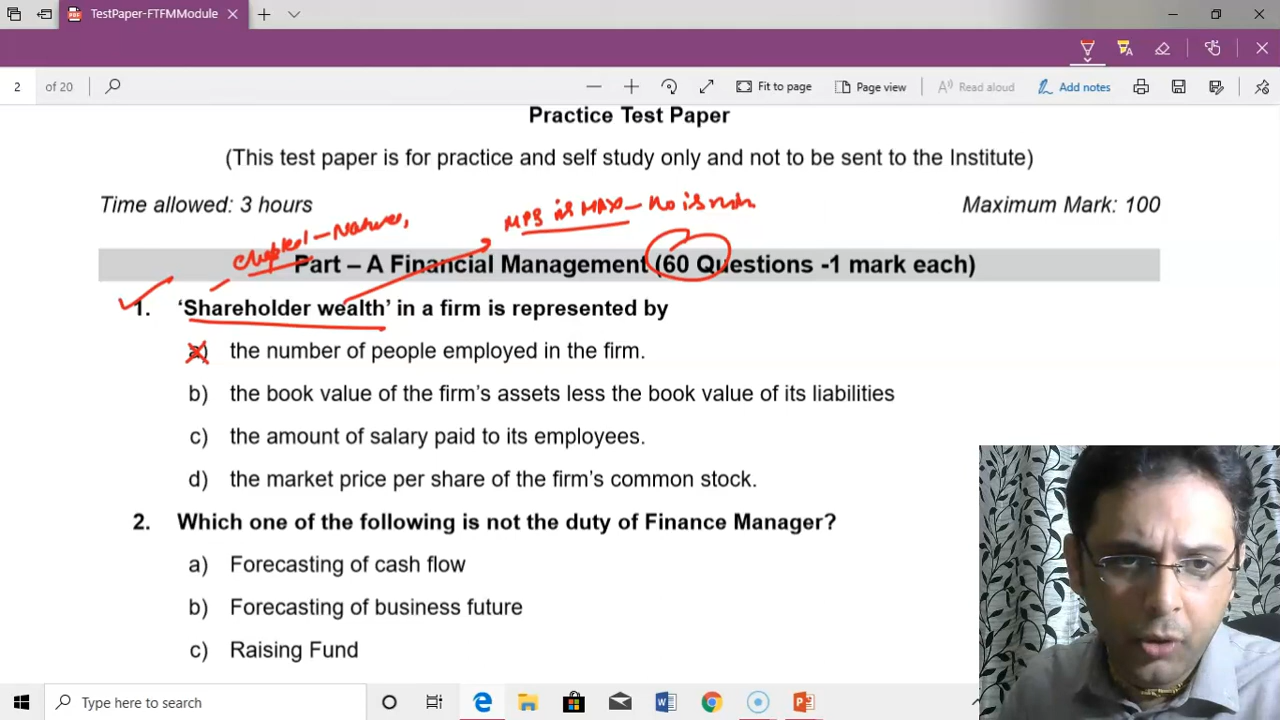 TestPaper-FTFMModule
2 of 20
Fit to page
Page view
Read aloud
Add notes
Practice Test Paper
(This test paper is for practice and self study only and not to be sent to the Institute)
Time allowed: 3 hours
Maximum Mark: 100
MPS is MAX – No is
– Nature,
Part – A Financial Management (60 Questions -1 mark each)
1. ‘Shareholder wealth’ in a firm is represented by
a) the number of people employed in the firm.
b) the book value of the firm’s assets less the book value of its liabilities
c) the amount of salary paid to its employees.
d) the market price per share of the firm’s common stock.
2. Which one of the following is not the duty of Finance Manager?
a) Forecasting of cash flow
b) Forecasting of business future
c) Raising Fund
Type here to search